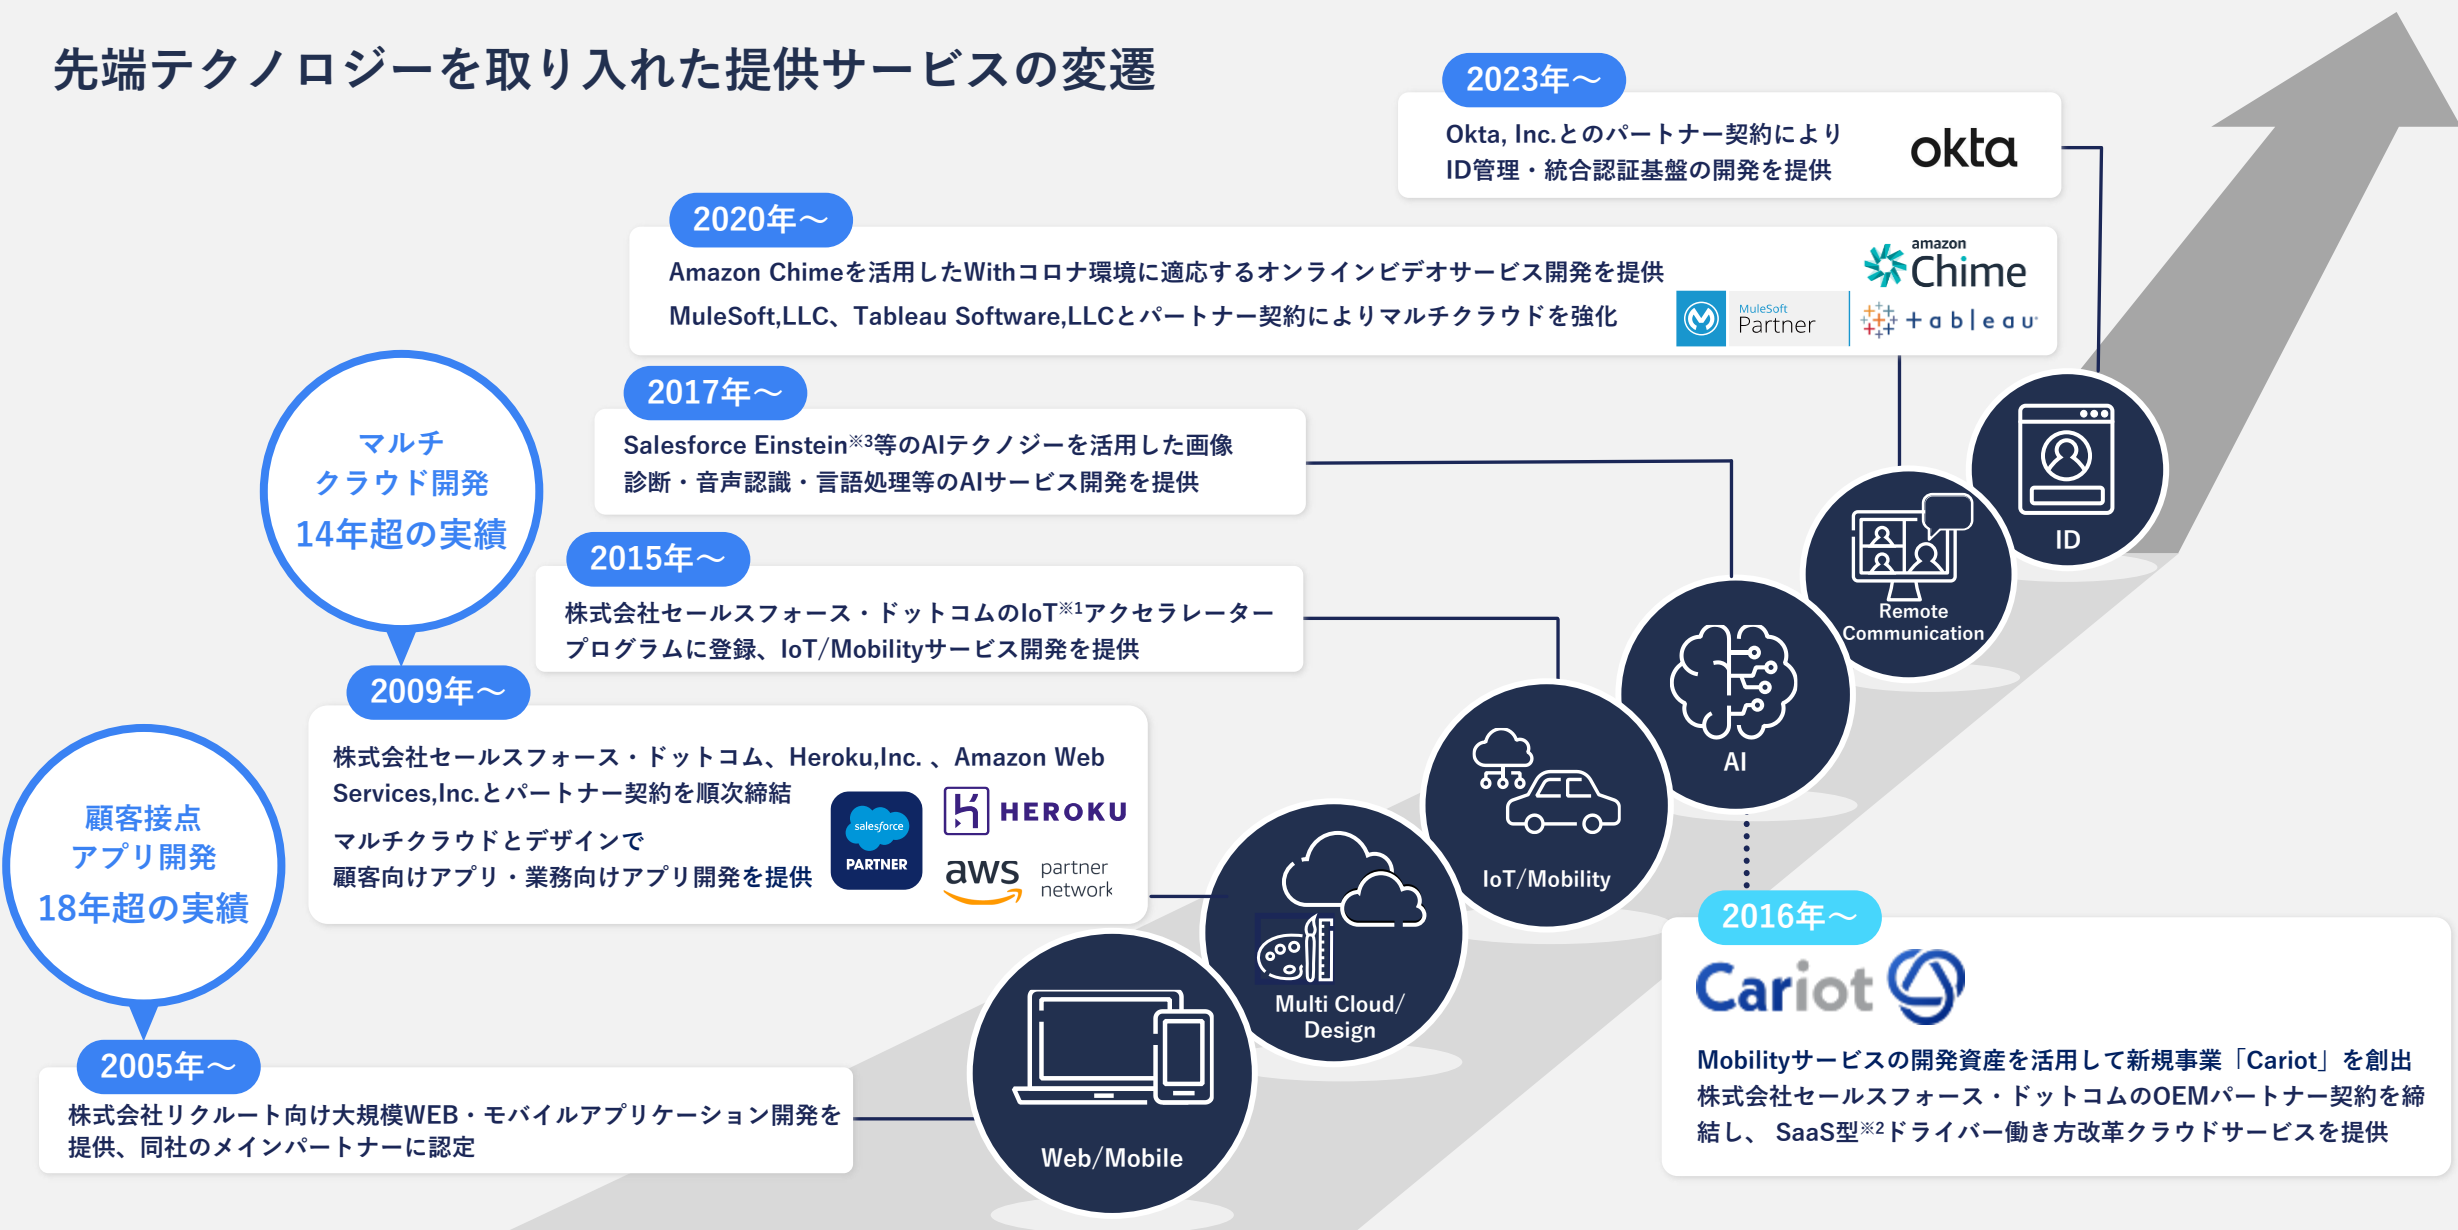 先端テクノロジーを取り入れた提供サービスの変遷
2023年～
Okta, Inc.とのパートナー契約により
ID管理・統合認証基盤の開発を提供
okta
2020年～
Amazon Chimeを活用したWithコロナ環境に適応するオンラインビデオサービス開発を提供
MuleSoft,LLC、Tableau Software,LLCとパートナー契約によりマルチクラウドを強化
amazon
Chime
MuleSoft
Partner
+ableau
2017年～
Salesforce Einstein※3等のAIテクノジーを活用した画像
診断・音声認識・言語処理等のAIサービス開発を提供
マルチ
クラウド開発
14年超の実績
2015年～
株式会社セールスフォース・ドットコムのIoT※1アクセラレーター
プログラムに登録、IoT/Mobilityサービス開発を提供
2009年～
株式会社セールスフォース・ドットコム、Heroku,Inc. 、Amazon Web
Services,Inc.とパートナー契約を順次締結
マルチクラウドとデザインで
顧客向けアプリ・業務向けアプリ開発を提供
salesforce
PARTNER
HEROKU
aws
partner
network
顧客接点
アプリ開発
18年超の実績
2005年～
株式会社リクルート向け大規模WEB・モバイルアプリケーション開発を
提供、同社のメインパートナーに認定
ID
Remote
Communication
AI
IoT/Mobility
Multi Cloud/
Design
Web/Mobile
2016年～
Cariot
Mobilityサービスの開発資産を活用して新規事業「Cariot」を創出
株式会社セールスフォース・ドットコムのOEMパートナー契約を締
結し、 SaaS型※2ドライバー働き方改革クラウドサービスを提供